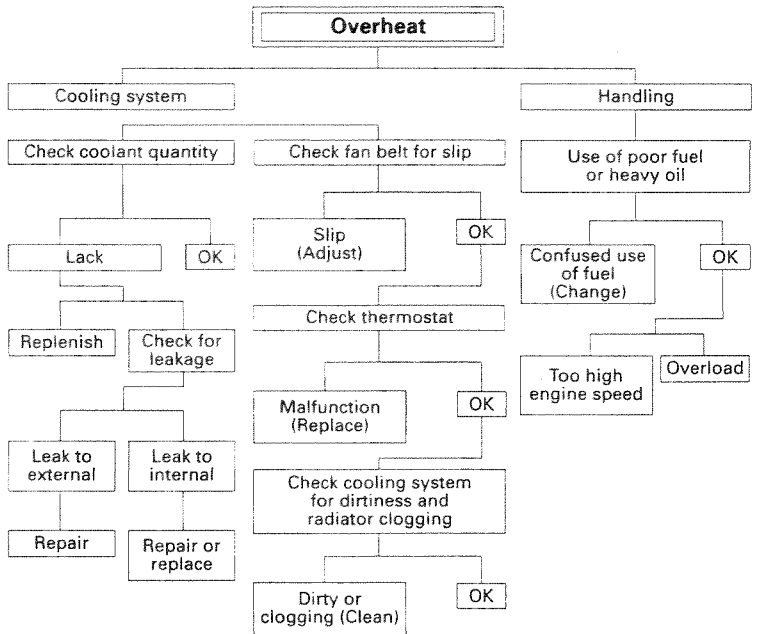 Overheat
Cooling system
Handling
Check coolant quantity
Check fan belt for slip
Use of poor fuel
or heavy oil
Lack
OK
Slip
(Adjust)
OK
Confused use
of fuel
(Change)
OK
Replenish
Check for
leakage
Check thermostat
Too high
engine speed
Overload
Malfunction
(Replace)
OK
Leak to
external
Leak to
internal
Check cooling system
for dirtiness and
radiator clogging
Repair
Repair or
replace
Dirty or
clogging (Clean)
OK